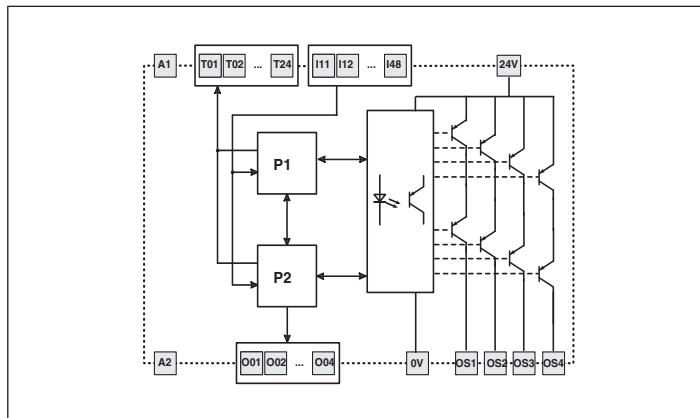 A1 T01 T02 ... T24 I11 I12 ... I48 24V
P1
P2
A2 O01 O02 ... O04 0V OS1 OS2 OS3 OS4